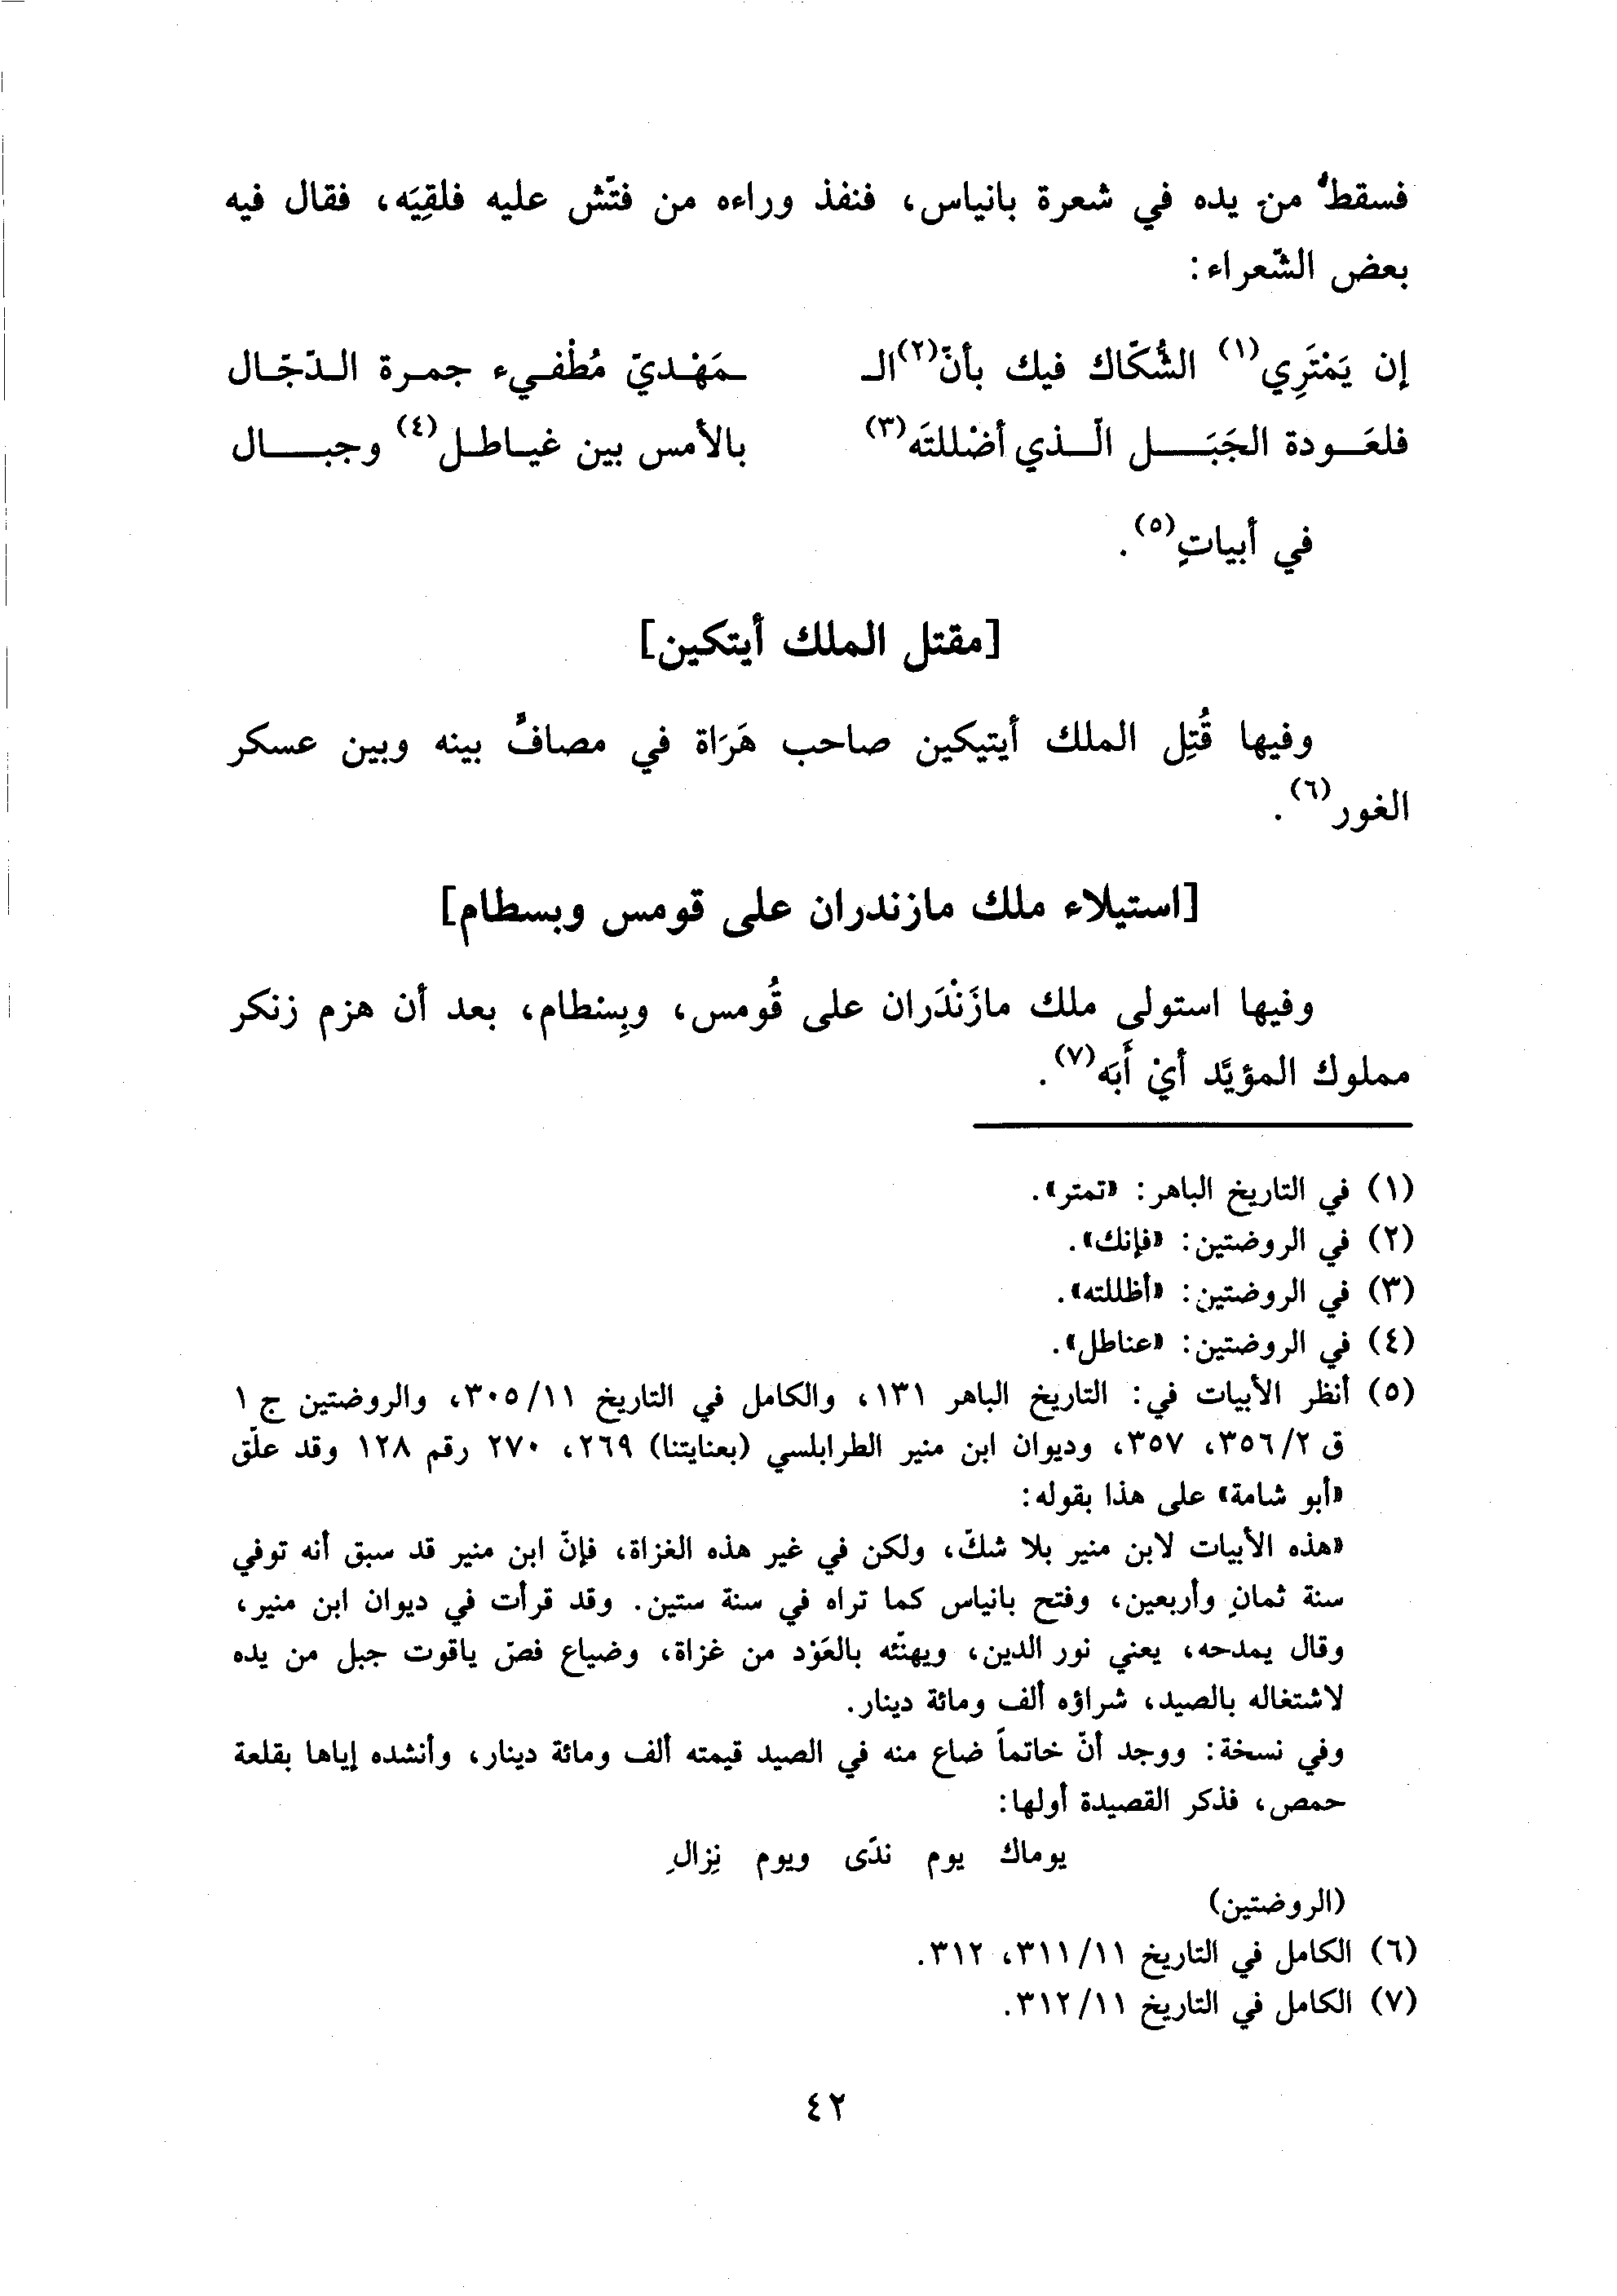 فسقط من يده في شعرة بانياس، فنفذ وراءه من فتّش عليه فلقِيَه، فقال فيه
بعض الشّعراء:
إن يَمْتَرِي(١) الشُّكّاك فيك بأنّ(٢) الـ ـمَهْديّ مُطْفيء جمرة الدّجّال
فلعَودة الجَبَل الّذي أضْللتَه(٣) بالأمس بين غياطل(٤) وجبال
في أبياتٍ(٥).
[مقتل الملك أيتكين]
وفيها قُتِل الملك أيتيكين صاحب هَرَاة في مصافٍّ بينه وبين عسكر
الغور(٦).
[استيلاء ملك مازندران على قومس وبسطام]
وفيها استولى ملك مازَنْدَران على قُومس، وبِسْطام، بعد أن هزم زنكر
مملوك المؤيَّد أيْ أَبَه(٧).
(١) في التاريخ الباهر: «تمتر».
(٢) في الروضتين: «فإنك».
(٣) في الروضتين: «أظللته».
(٤) في الروضتين: «عناطل».
(٥) أنظر الأبيات في: التاريخ الباهر ١٣١، والكامل في التاريخ ٣٠٥/١١، والروضتين ج ١
ق ٣٥٦/٢، ٣٥٧، وديوان ابن منير الطرابلسي (بعنايتنا) ٢٦٩، ٢٧٠ رقم ١٢٨ وقد علّق
«أبو شامة» على هذا بقوله:
«هذه الأبيات لابن منير بلا شكّ، ولكن في غير هذه الغزاة، فإنّ ابن منير قد سبق أنه توفي
سنة ثمانٍ وأربعين، وفتح بانياس كما تراه في سنة ستين. وقد قرأت في ديوان ابن منير،
وقال يمدحه، يعني نور الدين، ويهنّئه بالعَوْد من غزاة، وضياع فصّ ياقوت جبل من يده
لاشتغاله بالصيد، شراؤه ألف ومائة دينار.
وفي نسخة: ووجد أنّ خاتماً ضاع منه في الصيد قيمته ألف ومائة دينار، وأنشده إياها بقلعة
حمص، فذكر القصيدة أولها:
يوماك يوم ندّى ويوم نِزالِ
(الروضتين)
(٦) الكامل في التاريخ ٣١١/١١، ٣١٢.
(٧) الكامل في التاريخ ٣١٢/١١.
٤٢